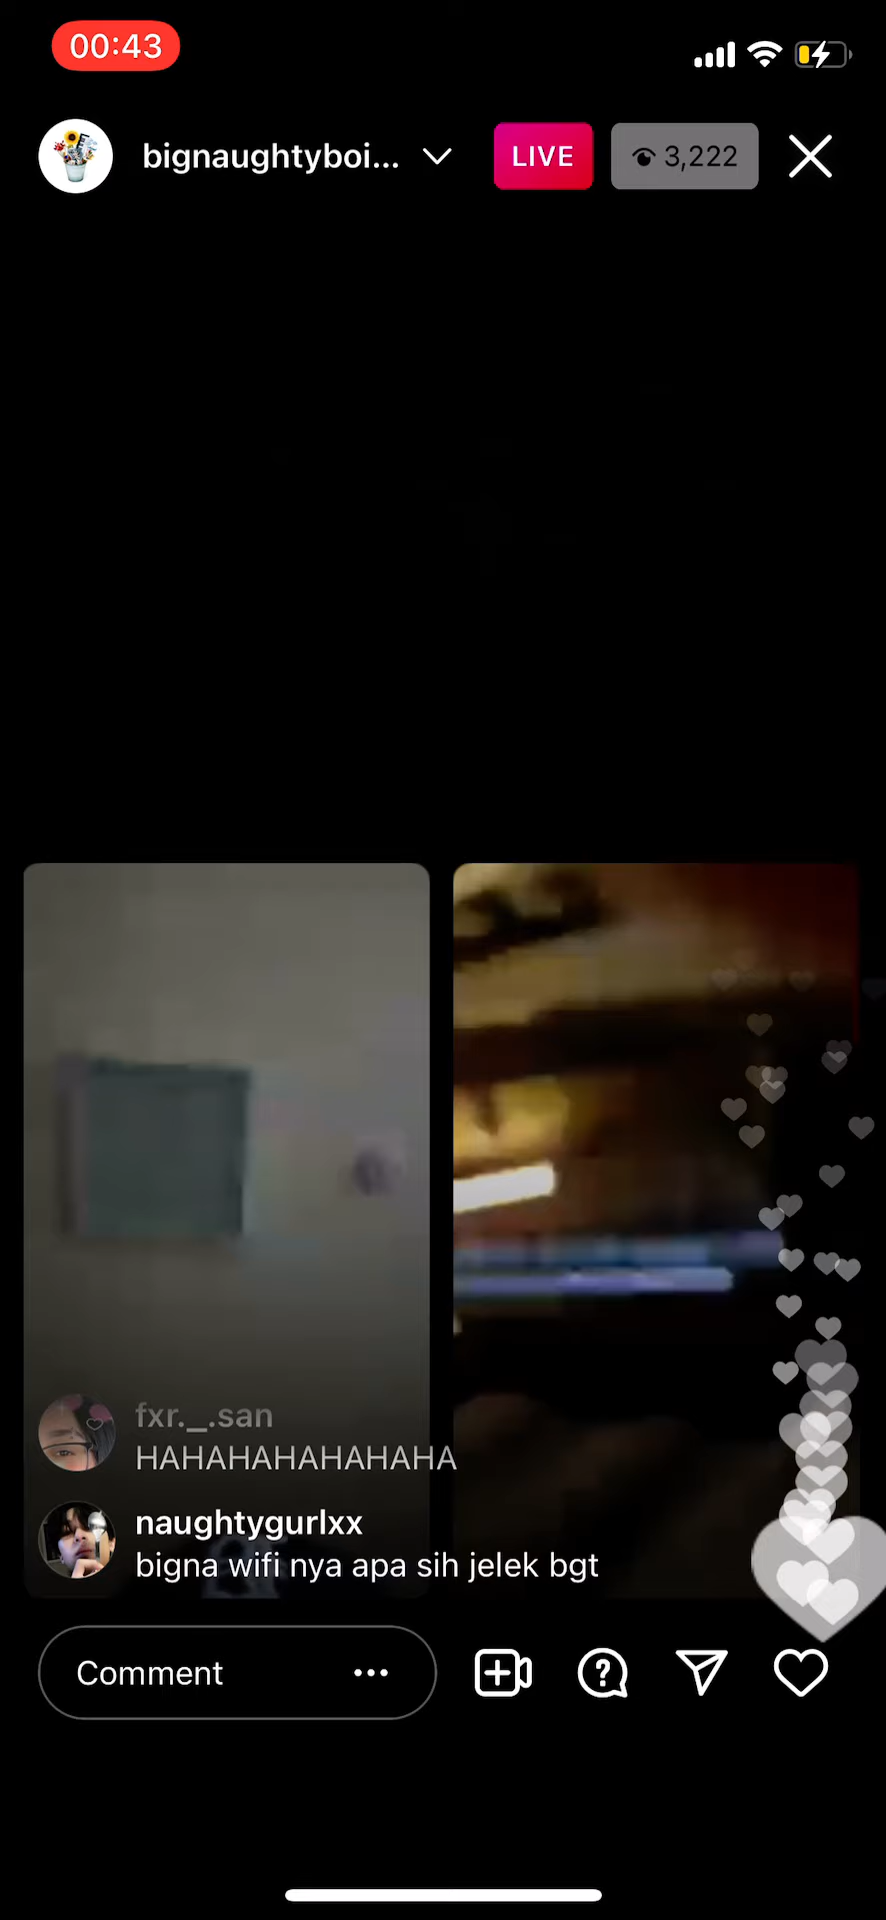 00:43
bignaughtyboi...
LIVE
3,222
fxr._.san
HAHAHAHAHAHAHA
naughtygurlxx
bigna wifi nya apa sih jelek bgt
Comment